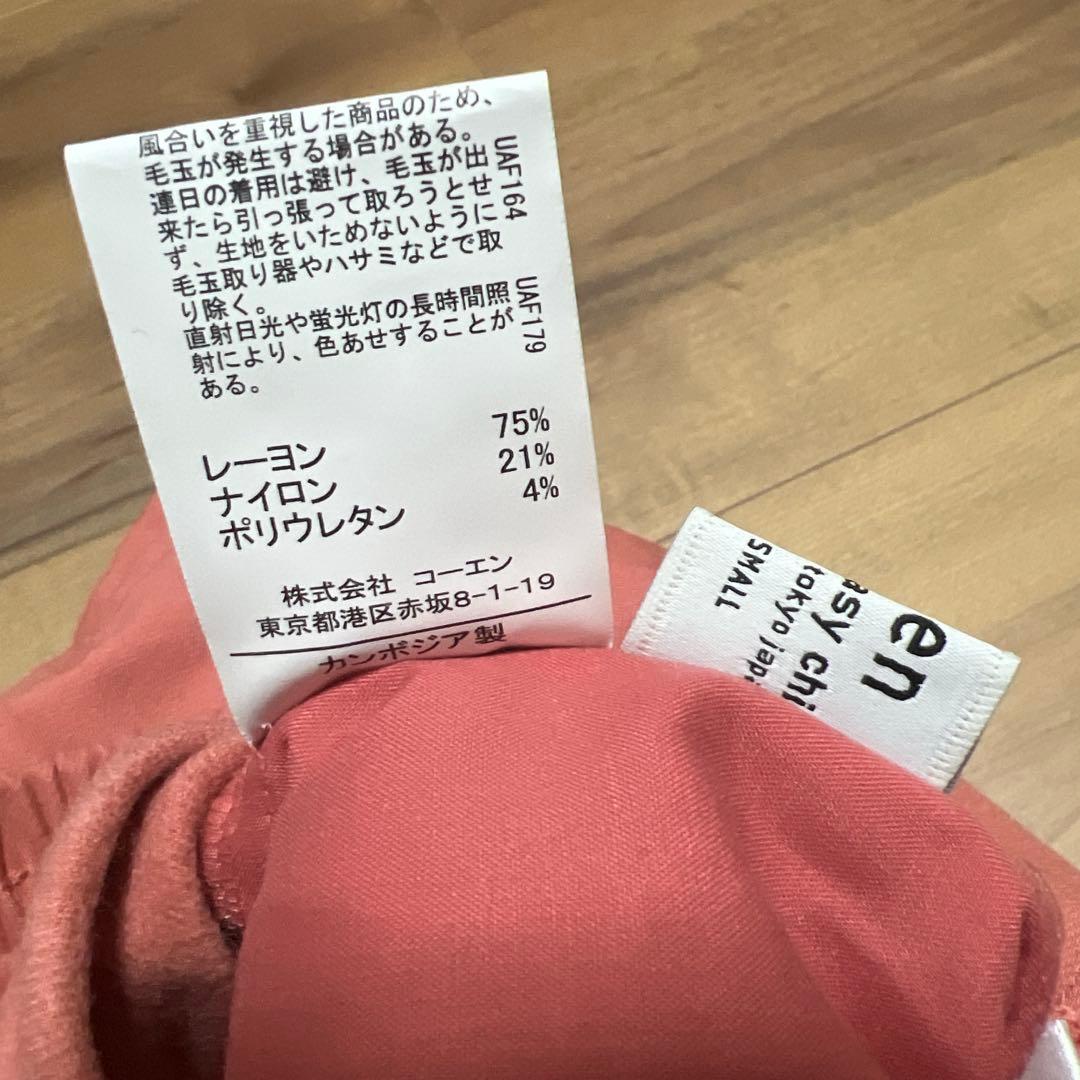 風合いを重視した商品のため、
毛玉が発生する場合がある。
連日の着用は避け、毛玉が出
来たら引っ張って取ろうとせ
ず、生地をいためないように
毛玉取り器やハサミなどで取
り除く。
UAF164
直射日光や蛍光灯の長時間照
射により、色あせすることが
ある。
UAF179
レーヨン 75%
ナイロン 21%
ポリウレタン 4%
株式会社 コーエン
東京都港区赤坂8-1-19
カンボジア製
en
asy chi
tokyo japa
SMALL